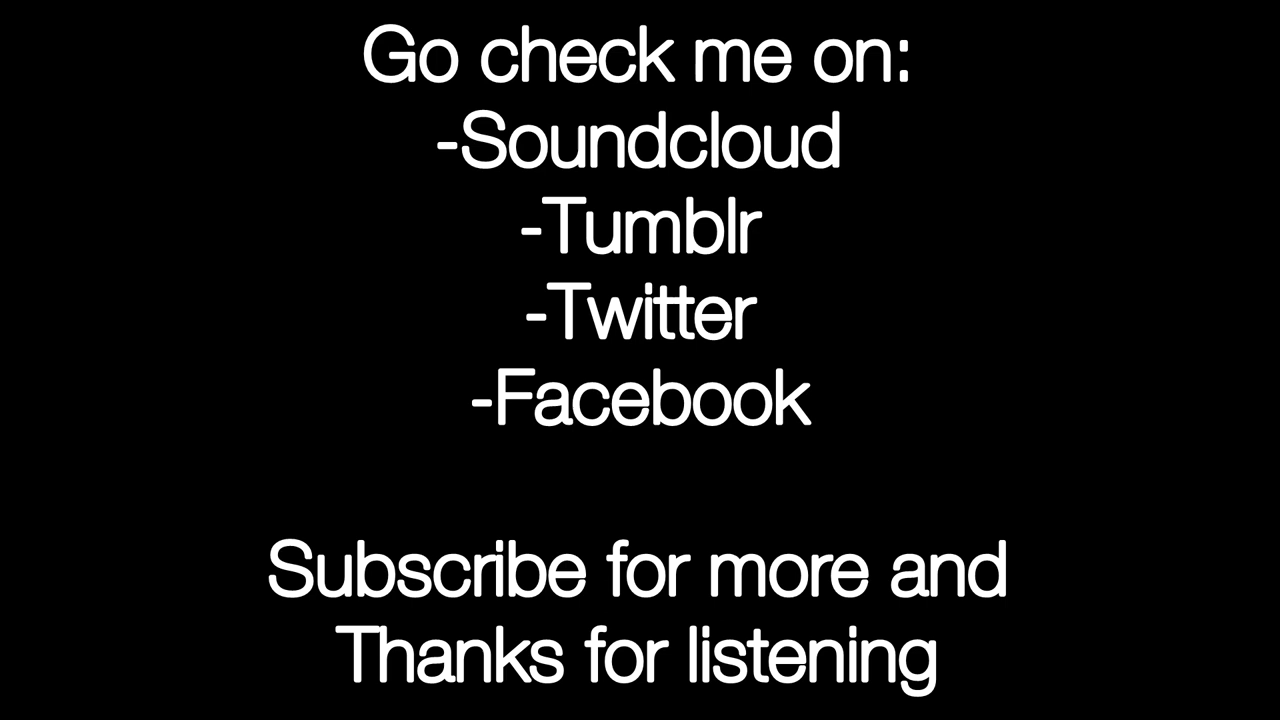 Go check me on:
-Soundcloud
-Tumblr
-Twitter
-Facebook
Subscribe for more and
Thanks for listening